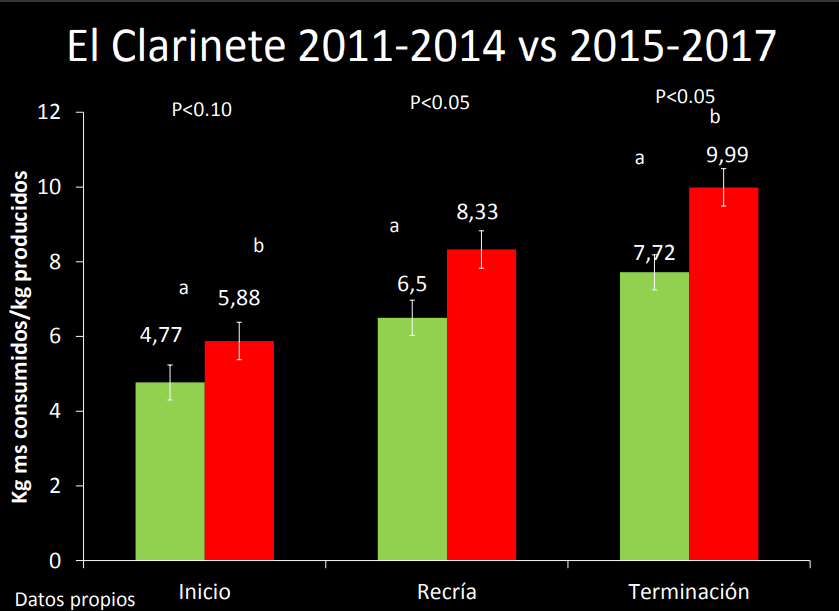 El Clarinete 2011-2014 vs 2015-2017
P<0.10
P<0.05
P<0.05
Kg ms consumidos/kg producidos
12
10
8
6
4
2
0
a
4,77
b
5,88
a
6,5
8,33
a
7,72
b
9,99
Inicio
Recría
Terminación
Datos propios